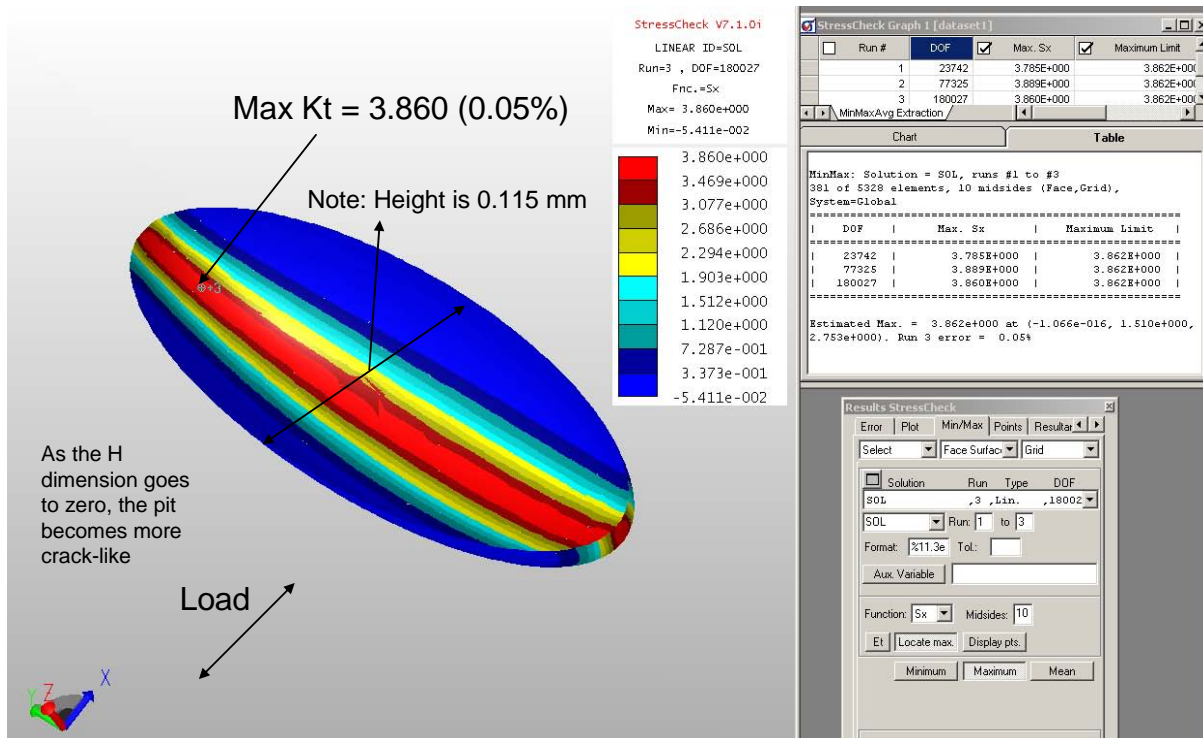 Max Kt = 3.860 (0.05%)
Note: Height is 0.115 mm
+3
As the H
dimension goes
to zero, the pit
becomes more
crack-like
Load
X
Y
Z
StressCheck V7.1.0i
LINEAR ID=SOL
Run=3 , DOF=180027
Fnc.=Sx
Max= 3.860e+000
Min=-5.411e-002
3.860e+000
3.469e+000
3.077e+000
2.686e+000
2.294e+000
1.903e+000
1.512e+000
1.120e+000
7.287e-001
3.373e-001
-5.411e-002
StressCheck Graph 1 [dataset1]
Run # DOF Max. Sx Maximum Limit
1 23742 3.785E+000 3.862E+000
2 77325 3.889E+000 3.862E+000
3 180027 3.860E+000 3.862E+000
MinMaxAvg Extraction
Chart Table
MinMax: Solution = SOL, runs #1 to #3
381 of 5328 elements, 10 midsides (Face,Grid),
System=Global
| DOF | Max. Sx | Maximum Limit |
| 23742 | 3.785E+000 | 3.862E+000 |
| 77325 | 3.889E+000 | 3.862E+000 |
| 180027 | 3.860E+000 | 3.862E+000 |
Estimated Max. = 3.862e+000 at (-1.066e-016, 1.510e+000,
2.753e+000). Run 3 error = 0.05%
Results StressCheck
Error Plot Min/Max Points Resultar
Select Face Surfac Grid
Solution Run Type DOF
SOL ,3 ,Lin. ,18002
SOL Run: 1 to 3
Format: %11.3e Tol.:
Aux. Variable
Function: Sx Midsides: 10
Et Locate max. Display pts.
Minimum Maximum Mean